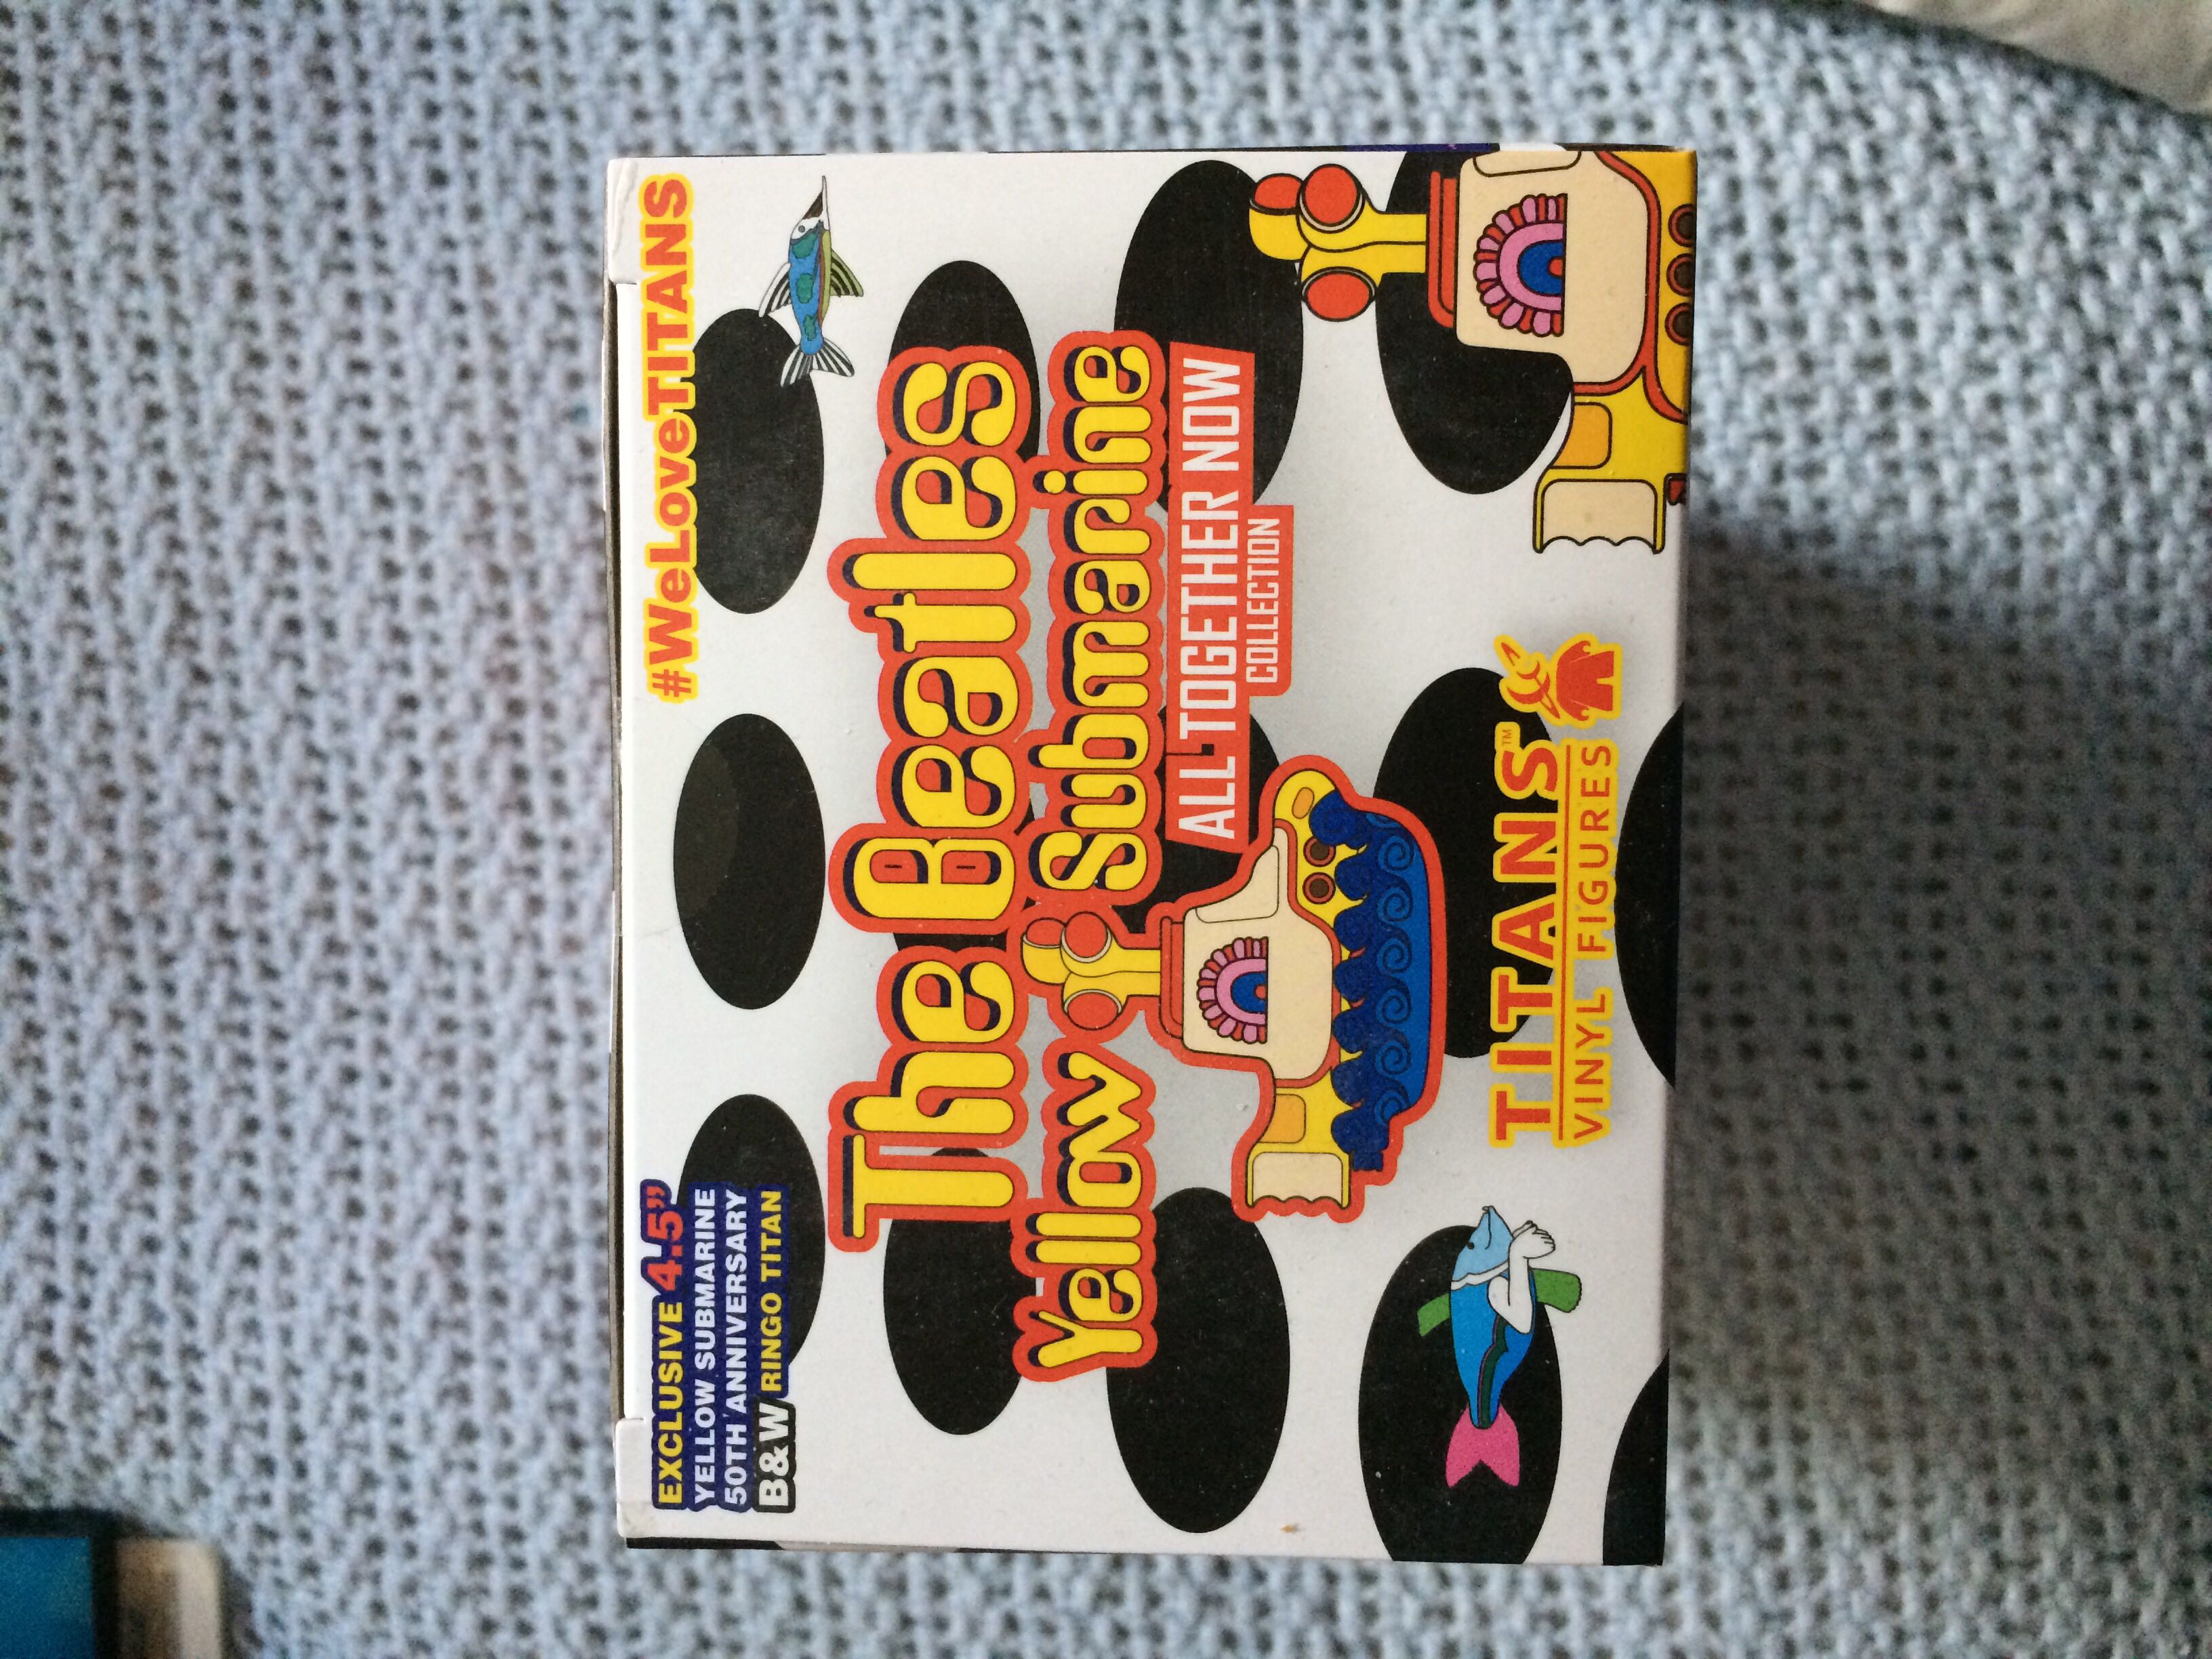 EXCLUSIVE 4.5”
YELLOW SUBMARINE
50TH ANNIVERSARY
B&W RINGO TITAN
#WeLoveTITANS
The Beatles
Yellow Submarine
ALL TOGETHER NOW
COLLECTION
TITANS™
VINYL FIGURES